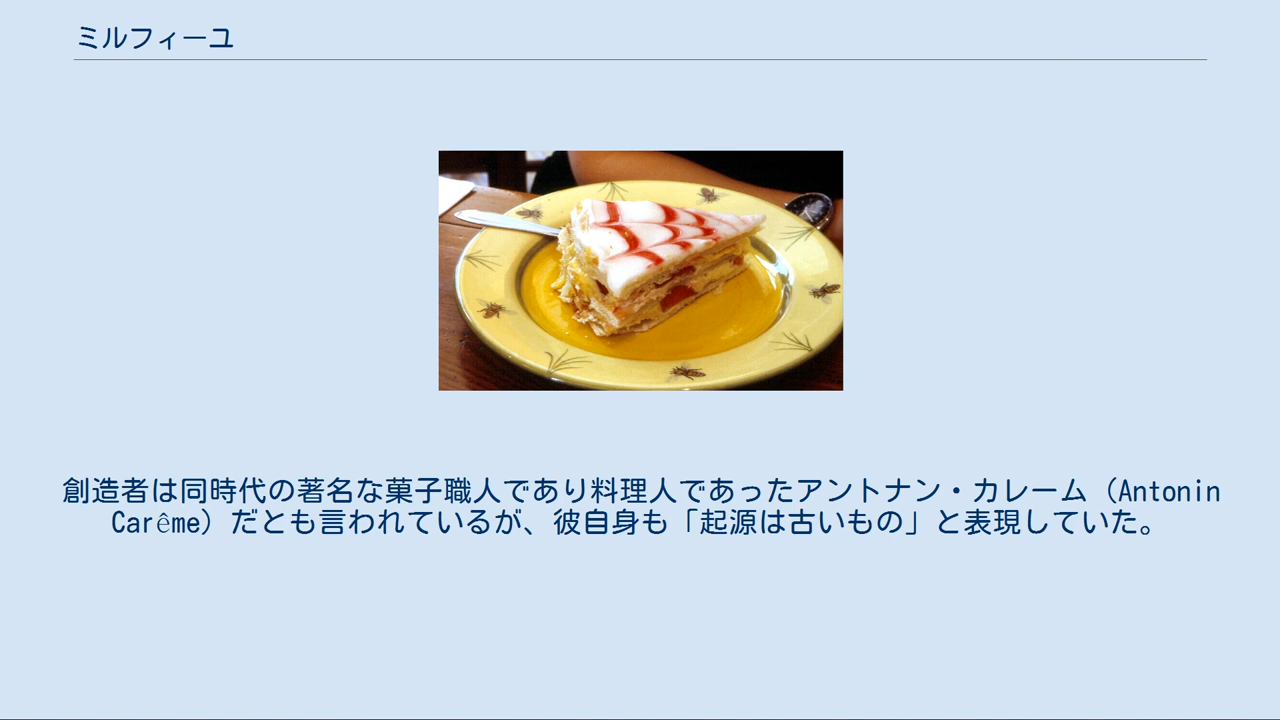 ミルフィーユ
創造者は同時代の著名な菓子職人であり料理人であったアントナン・カレーム（Antonin
Carême）だとも言われているが、彼自身も「起源は古いもの」と表現していた。